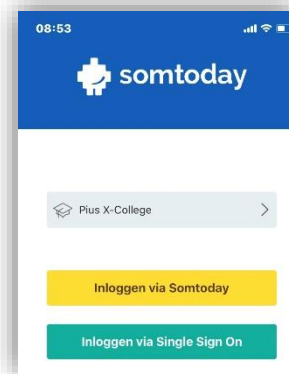 08:53
somtoday
Pius X-College
Inloggen via Somtoday
Inloggen via Single Sign On